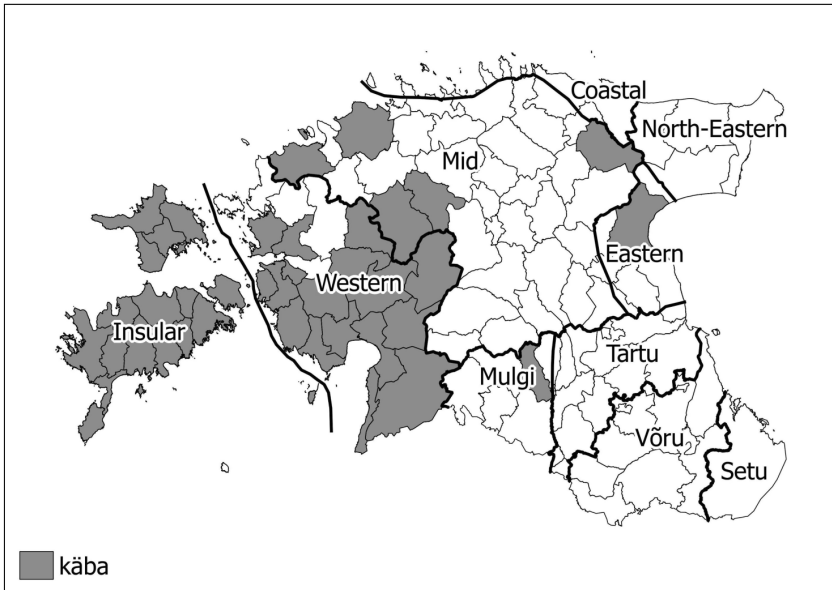 Coastal
North-Eastern
Mid
Eastern
Western
Insular
Tartu
Mulgi
Võru
Setu
käba